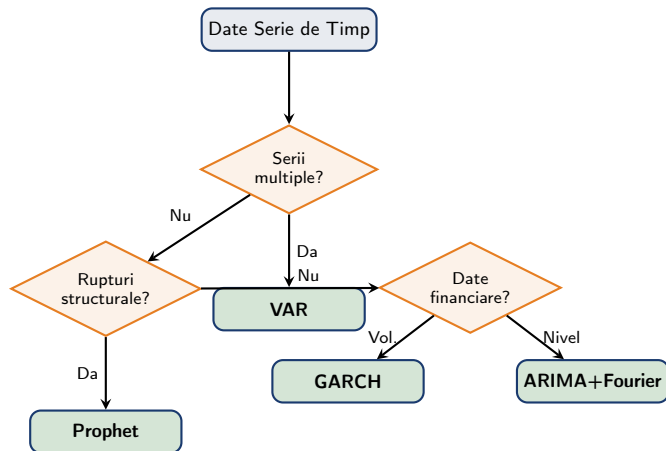 Date Serie de Timp
Serii
multiple?
Nu
Da
Nu
Rupturi
structurale?
VAR
Date
financiare?
Vol.
Nivel
Da
GARCH
ARIMA+Fourier
Prophet